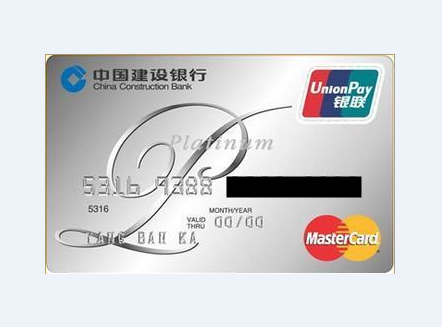 中国建设银行
China Construction Bank
UnionPay
银联
Platinum
5316 9388
5316
MONTH/YEAR
VALID
THRU
00/00
YANG BAN KA
MasterCard